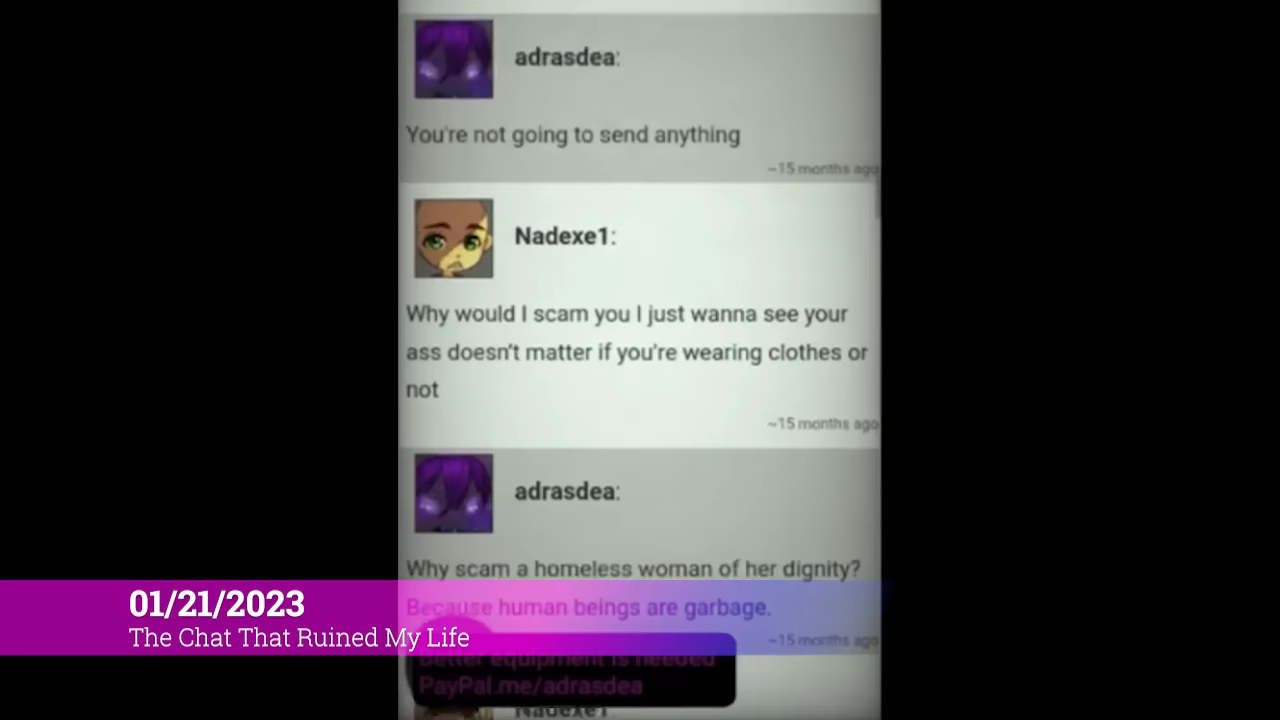 adrasdea:
You're not going to send anything
~15 months ago
Nadexe1:
Why would I scam you I just wanna see your
ass doesn't matter if you're wearing clothes or
not
~15 months ago
adrasdea:
Why scam a homeless woman of her dignity?
Because human beings are garbage.
~15 months ago
01/21/2023
The Chat That Ruined My Life
Better equipment is needed
PayPal.me/adrasdea
Nadexe1: